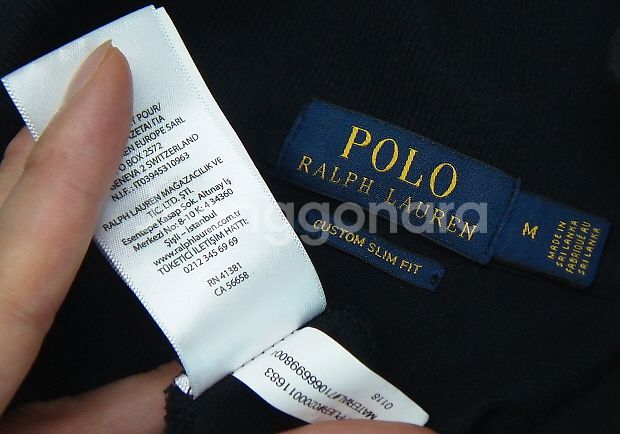 POLO
RALPH LAUREN
CUSTOM SLIM FIT
M
MADE IN
SRI LANKA
FABRIQUE AU
SRI LANKA
POUR/
EN EUROPE SARL
BOX 2572
GENEVA 2 SWITZERLAND
N.I.F.: IT03945310963
RALPH LAUREN MAĞAZACILIK VE
TİC. LTD. ŞTİ.
Esentepe Kasap Sok. Altınay İş
Merkezi No: 8-10 K: 4 34360
Şişli - İstanbul
www.ralphlauren.com.tr
TÜKETİCİ İLETİŞİM HATTI:
0212 345 69 69
RN 41381
CA 56658
0118